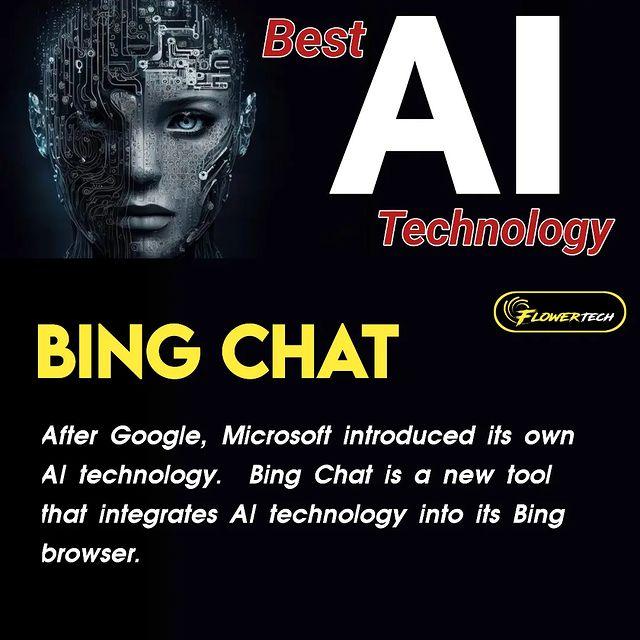 Best
AI
Technology
FLOWERTECH
BING CHAT
After Google, Microsoft introduced its own
AI technology. Bing Chat is a new tool
that integrates AI technology into its Bing
browser.